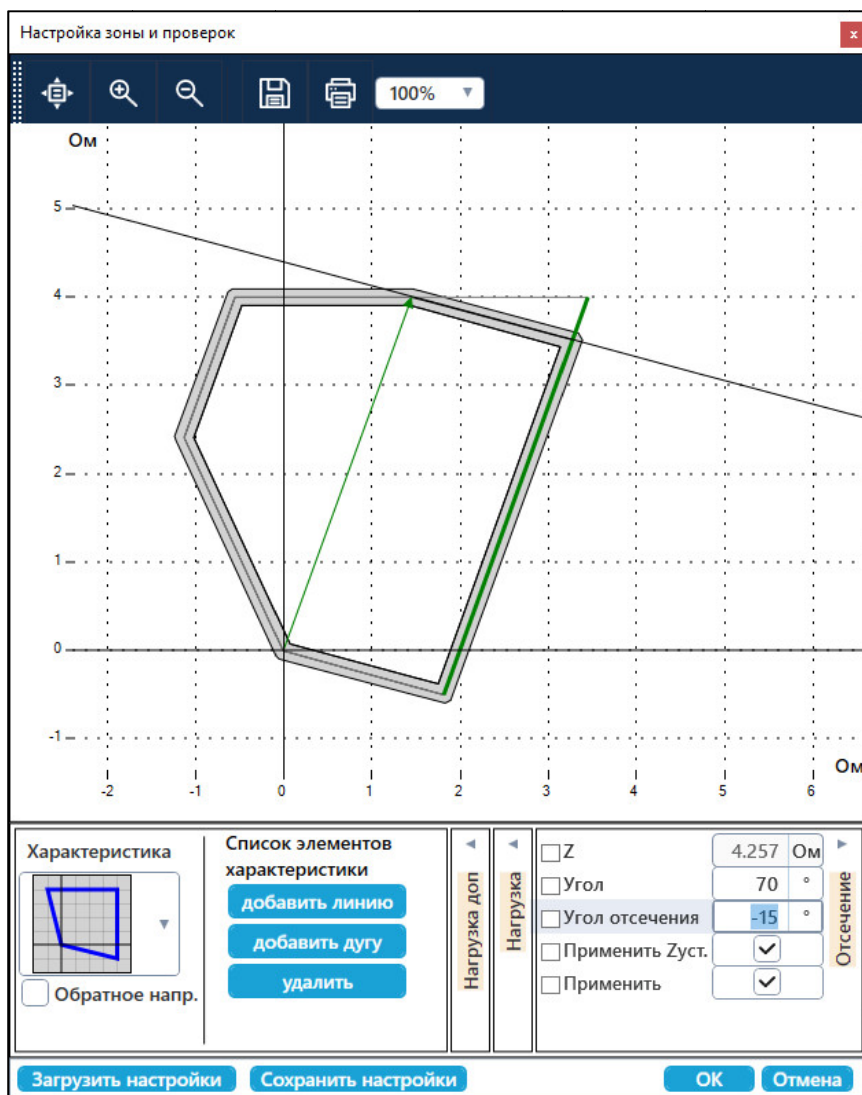 Настройка зоны и проверок
x
100%
Ом
5
4
3
2
1
0
-1
Ом
-2 -1 0 1 2 3 4 5 6
Характеристика
Обратное напр.
Список элементов
характеристики
добавить линию
добавить дугу
удалить
Нагрузка доп
Нагрузка
Z 4.257 Ом
Угол 70 °
Угол отсечения -15 °
Применить Zуст.
Применить
Отсечение
Загрузить настройки Сохранить настройки OK Отмена